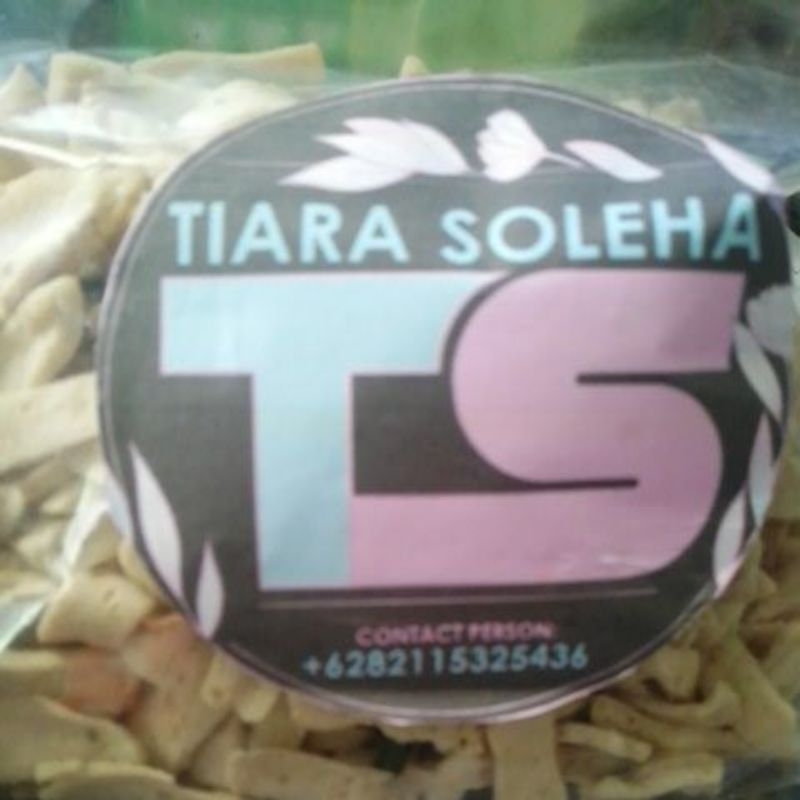 TIARA SOLEHA
TS
CONTACT PERSON:
+6282115325436